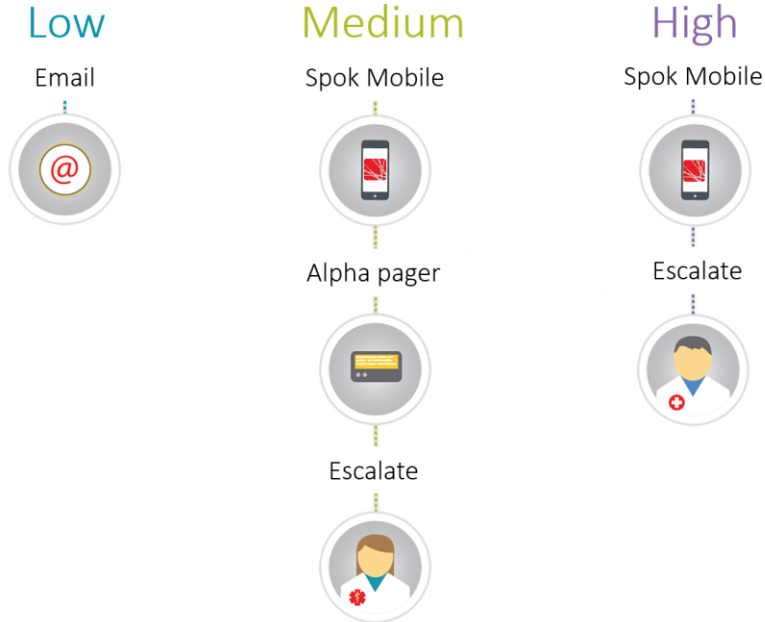 Low
Email
@
Medium
Spok Mobile
Alpha pager
Escalate
High
Spok Mobile
Escalate